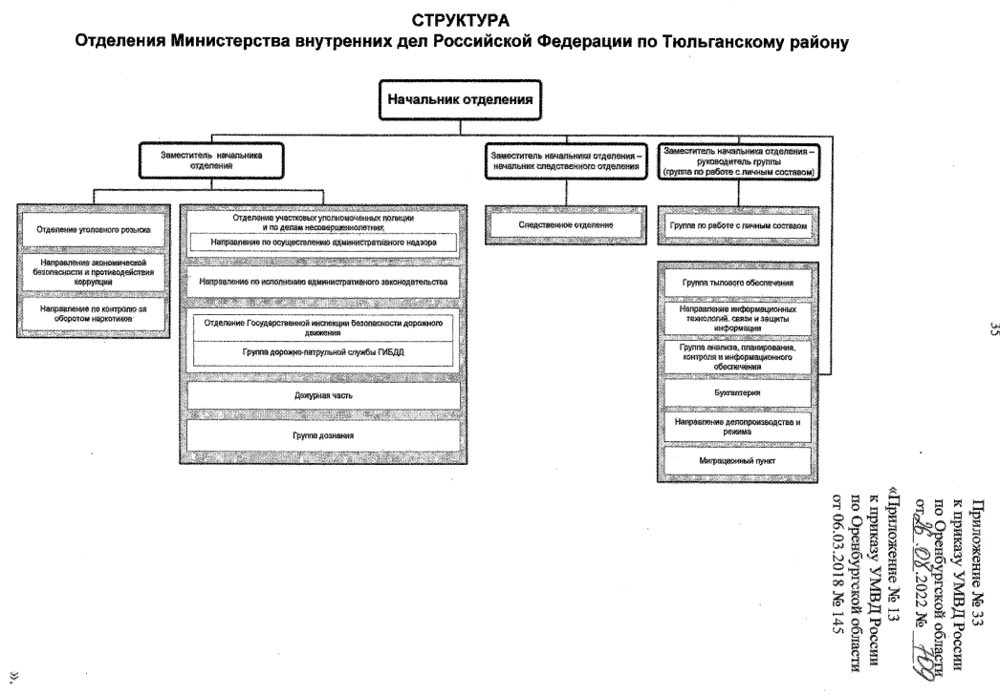 СТРУКТУРА
Отделения Министерства внутренних дел Российской Федерации по Тюльганскому району
Начальник отделения
Заместитель начальника
отделения
Заместитель начальника отделения –
начальник следственного отделения
Заместитель начальника отделения –
руководитель группы
(группа по работе с личным составом)
Отделение уголовного розыска
Направление экономической
безопасности и противодействия
коррупции
Направление по контролю за
оборотом наркотиков
Отделение участковых уполномоченных полиции
и по делам несовершеннолетних
Направление по осуществлению административного надзора
Направление по исполнению административного законодательства
Отделение Государственной инспекции безопасности дорожного
движения
Группа дорожно-патрульной службы ГИБДД
Дежурная часть
Группа дознания
Следственное отделение
Группа по работе с личным составом
Группа тылового обеспечения
Направление информационных
технологий, связи и защиты
информации
Группа анализа, планирования,
контроля и информационного
обеспечения
Бухгалтерия
Направление делопроизводства и
режима
Миграционный пункт
35
Приложение № 33
к приказу УМВД России
по Оренбургской области
от 26.08.2022 № 709
«Приложение № 13
к приказу УМВД России
по Оренбургской области
от 06.03.2018 № 145
».